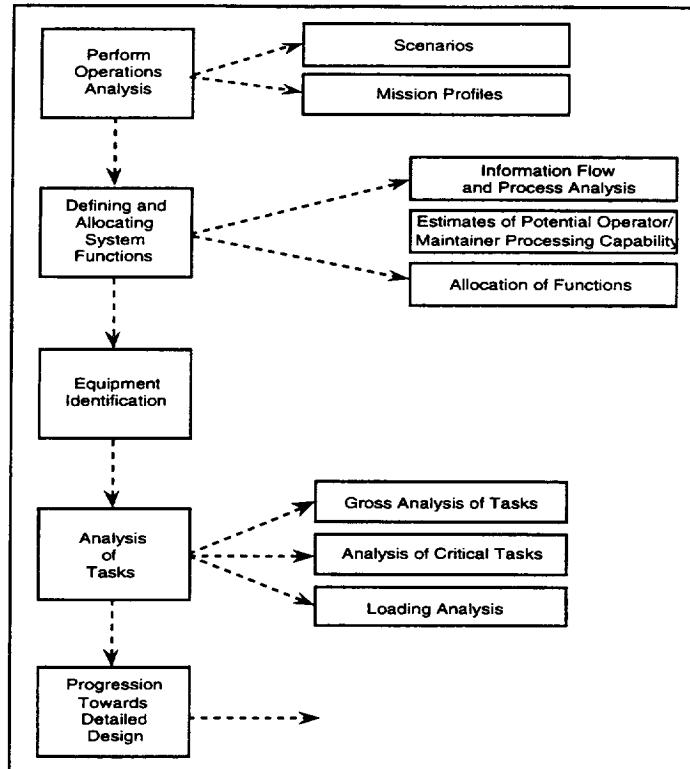 Perform
Operations
Analysis
Scenarios
Mission Profiles
Defining and
Allocating
System
Functions
Information Flow
and Process Analysis
Estimates of Potential Operator/
Maintainer Processing Capability
Allocation of Functions
Equipment
Identification
Analysis
of
Tasks
Gross Analysis of Tasks
Analysis of Critical Tasks
Loading Analysis
Progression
Towards
Detailed
Design